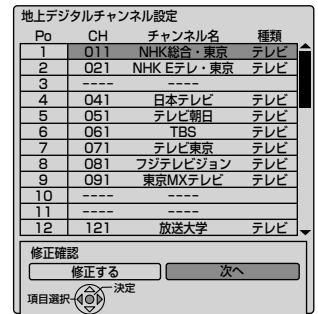 地上デジタルチャンネル設定
Po CH チャンネル名 種類
1 011 NHK総合・東京 テレビ
2 021 NHK Eテレ・東京 テレビ
3 ----  ----
4 041 日本テレビ テレビ
5 051 テレビ朝日 テレビ
6 061 TBS テレビ
7 071 テレビ東京 テレビ
8 081 フジテレビジョン テレビ
9 091 東京MXテレビ テレビ
10 ---- ----
11 ---- ----
12 121 放送大学 テレビ
修正確認
修正する 次へ
決定
項目選択